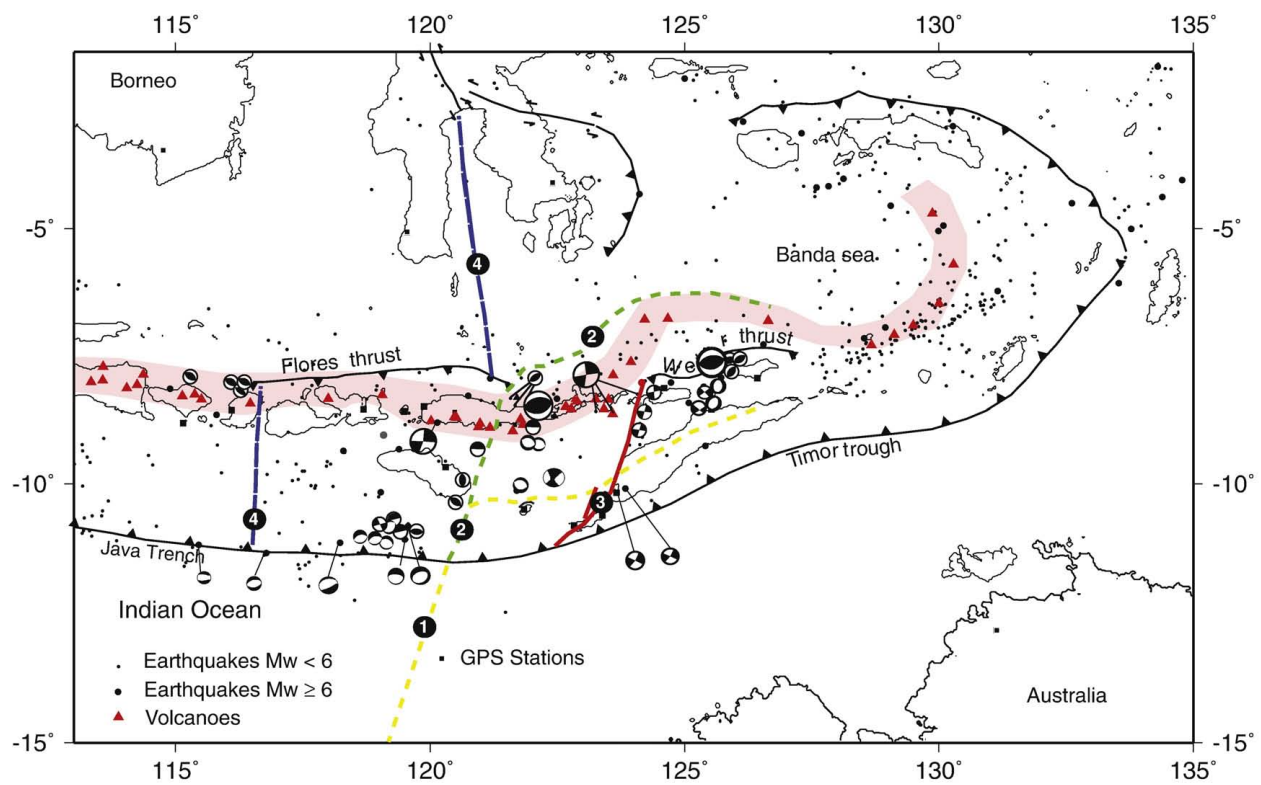 115° 120° 125° 130° 135°
Borneo
-5° -5°
Banda sea
4
2
Flores thrust
We r thrust
-10° -10°
Timor trough
3
4
2
Java Trench
Indian Ocean
1
Earthquakes Mw < 6
GPS Stations
Earthquakes Mw ≥ 6
Australia
Volcanoes
-15° -15°
115° 120° 125° 130° 135°